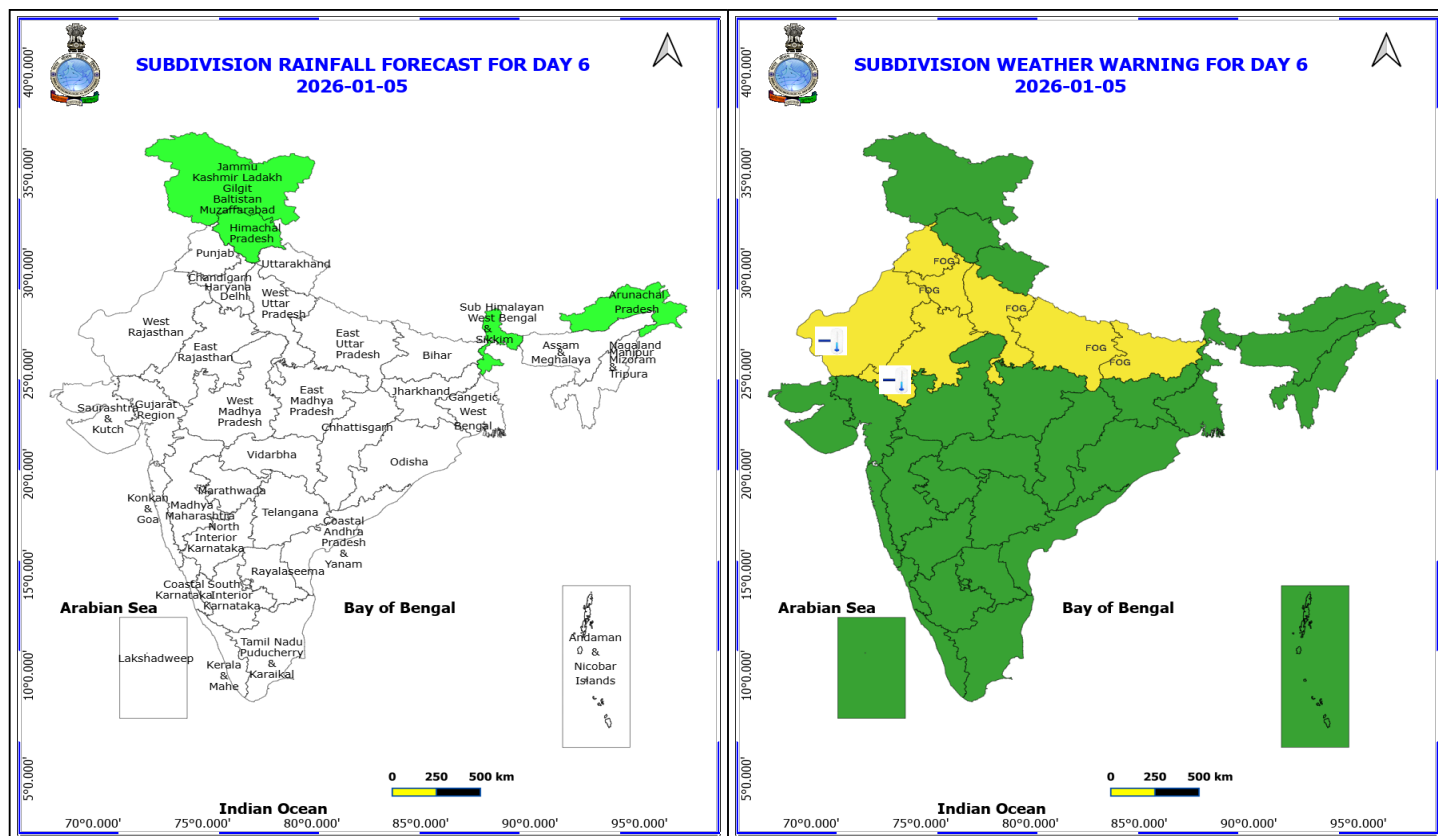 SUBDIVISION RAINFALL FORECAST FOR DAY 6
2026-01-05
40°0.000'
35°0.000'
30°0.000'
25°0.000'
20°0.000'
15°0.000'
10°0.000'
5°0.000'
Jammu
Kashmir Ladakh
Gilgit
Baltistan
Muzaffarabad
Himachal
Pradesh
Punjab
Uttarakhand
Chandigarh
Haryana
Delhi
West
Uttar
Pradesh
West
Rajasthan
East
Rajasthan
East
Uttar
Pradesh
Bihar
Sub Himalayan
West Bengal
&
Sikkim
Arunachal
Pradesh
Assam
&
Meghalaya
Nagaland
Manipur
Mizoram
&
Tripura
Jharkhand
Gangetic
West
Bengal
Saurashtra
&
Kutch
Gujarat
Region
West
Madhya
Pradesh
East
Madhya
Pradesh
Chhattisgarh
Vidarbha
Odisha
Konkan
&
Goa
Madhya
Maharashtra
Marathwada
Telangana
North
Interior
Karnataka
Coastal
Andhra
Pradesh
&
Yanam
Rayalaseema
Coastal
Karnataka
South
Interior
Karnataka
Tamil Nadu
Puducherry
&
Karaikal
Kerala
&
Mahe
Lakshadweep
Andaman
&
Nicobar
Islands
Arabian Sea
Bay of Bengal
Indian Ocean
0 250 500 km
70°0.000' 75°0.000' 80°0.000' 85°0.000' 90°0.000' 95°0.000'
SUBDIVISION WEATHER WARNING FOR DAY 6
2026-01-05
40°0.000'
35°0.000'
30°0.000'
25°0.000'
20°0.000'
15°0.000'
10°0.000'
5°0.000'
FOG
FOG
FOG
FOG
FOG
Arabian Sea
Bay of Bengal
Indian Ocean
0 250 500 km
70°0.000' 75°0.000' 80°0.000' 85°0.000' 90°0.000' 95°0.000'